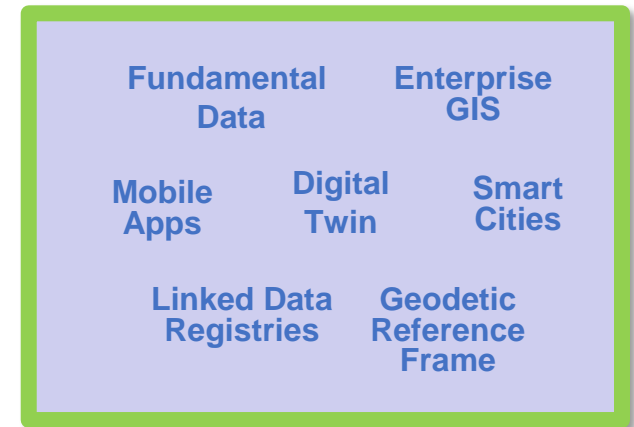 Fundamental
Data
Enterprise
GIS
Mobile
Apps
Digital
Twin
Smart
Cities
Linked Data
Registries
Geodetic
Reference
Frame